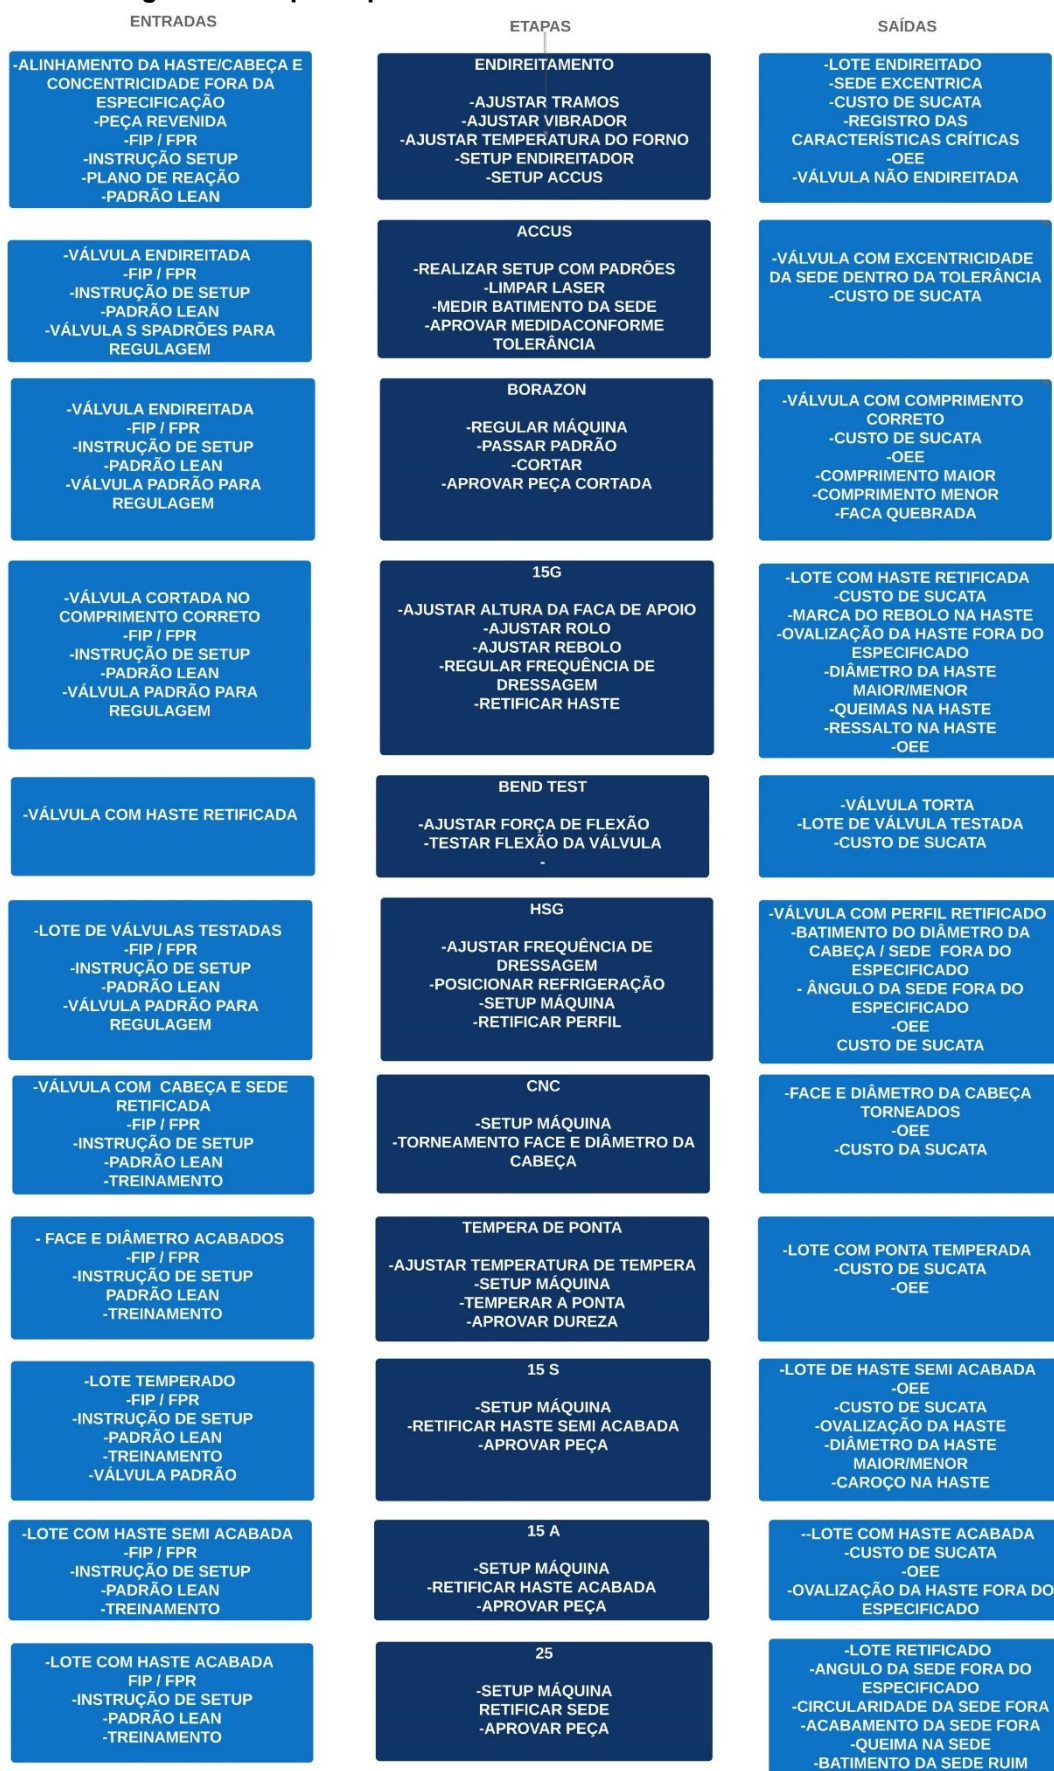 ENTRADAS
ETAPAS
SAÍDAS
-ALINHAMENTO DA HASTE/CABEÇA E
CONCENTRICIDADE FORA DA
ESPECIFICAÇÃO
-PEÇA REVENIDA
-FIP / FPR
-INSTRUÇÃO SETUP
-PLANO DE REAÇÃO
-PADRÃO LEAN
ENDIREITAMENTO
-AJUSTAR TRAMOS
-AJUSTAR VIBRADOR
-AJUSTAR TEMPERATURA DO FORNO
-SETUP ENDIREITADOR
-SETUP ACCUS
-LOTE ENDIREITADO
-SEDE EXCENTRICA
-CUSTO DE SUCATA
-REGISTRO DAS
CARACTERÍSTICAS CRÍTICAS
-OEE
-VÁLVULA NÃO ENDIREITADA
-VÁLVULA ENDIREITADA
-FIP / FPR
-INSTRUÇÃO DE SETUP
-PADRÃO LEAN
-VÁLVULA S SPADRÕES PARA
REGULAGEM
ACCUS
-REALIZAR SETUP COM PADRÕES
-LIMPAR LASER
-MEDIR BATIMENTO DA SEDE
-APROVAR MEDIDACONFORME
TOLERÂNCIA
-VÁLVULA COM EXCENTRICIDADE
DA SEDE DENTRO DA TOLERÂNCIA
-CUSTO DE SUCATA
-VÁLVULA ENDIREITADA
-FIP / FPR
-INSTRUÇÃO DE SETUP
-PADRÃO LEAN
-VÁLVULA PADRÃO PARA
REGULAGEM
BORAZON
-REGULAR MÁQUINA
-PASSAR PADRÃO
-CORTAR
-APROVAR PEÇA CORTADA
-VÁLVULA COM COMPRIMENTO
CORRETO
-CUSTO DE SUCATA
-OEE
-COMPRIMENTO MAIOR
-COMPRIMENTO MENOR
-FACA QUEBRADA
-VÁLVULA CORTADA NO
COMPRIMENTO CORRETO
-FIP / FPR
-INSTRUÇÃO DE SETUP
-PADRÃO LEAN
-VÁLVULA PADRÃO PARA
REGULAGEM
15G
-AJUSTAR ALTURA DA FACA DE APOIO
-AJUSTAR ROLO
-AJUSTAR REBOLO
-REGULAR FREQUÊNCIA DE
DRESSAGEM
-RETIFICAR HASTE
-LOTE COM HASTE RETIFICADA
-CUSTO DE SUCATA
-MARCA DO REBOLO NA HASTE
-OVALIZAÇÃO DA HASTE FORA DO
ESPECIFICADO
-DIÂMETRO DA HASTE
MAIOR/MENOR
-QUEIMAS NA HASTE
-RESSALTO NA HASTE
-OEE
-VÁLVULA COM HASTE RETIFICADA
BEND TEST
-AJUSTAR FORÇA DE FLEXÃO
-TESTAR FLEXÃO DA VÁLVULA
-
-VÁLVULA TORTA
-LOTE DE VÁLVULA TESTADA
-CUSTO DE SUCATA
-LOTE DE VÁLVULAS TESTADAS
-FIP / FPR
-INSTRUÇÃO DE SETUP
-PADRÃO LEAN
-VÁLVULA PADRÃO PARA
REGULAGEM
HSG
-AJUSTAR FREQUÊNCIA DE
DRESSAGEM
-POSICIONAR REFRIGERAÇÃO
-SETUP MÁQUINA
-RETIFICAR PERFIL
-VÁLVULA COM PERFIL RETIFICADO
-BATIMENTO DO DIÂMETRO DA
CABEÇA / SEDE FORA DO
ESPECIFICADO
- ÂNGULO DA SEDE FORA DO
ESPECIFICADO
-OEE
CUSTO DE SUCATA
-VÁLVULA COM CABEÇA E SEDE
RETIFICADA
-FIP / FPR
-INSTRUÇÃO DE SETUP
-PADRÃO LEAN
-TREINAMENTO
CNC
-SETUP MÁQUINA
-TORNEAMENTO FACE E DIÂMETRO DA
CABEÇA
-FACE E DIÂMETRO DA CABEÇA
TORNEADOS
-OEE
-CUSTO DA SUCATA
- FACE E DIÂMETRO ACABADOS
-FIP / FPR
-INSTRUÇÃO DE SETUP
PADRÃO LEAN
-TREINAMENTO
TEMPERA DE PONTA
-AJUSTAR TEMPERATURA DE TEMPERA
-SETUP MÁQUINA
-TEMPERAR A PONTA
-APROVAR DUREZA
-LOTE COM PONTA TEMPERADA
-CUSTO DE SUCATA
-OEE
-LOTE TEMPERADO
-FIP / FPR
-INSTRUÇÃO DE SETUP
-PADRÃO LEAN
-TREINAMENTO
-VÁLVULA PADRÃO
15 S
-SETUP MÁQUINA
-RETIFICAR HASTE SEMI ACABADA
-APROVAR PEÇA
-LOTE DE HASTE SEMI ACABADA
-OEE
-CUSTO DE SUCATA
-OVALIZAÇÃO DA HASTE
-DIÂMETRO DA HASTE
MAIOR/MENOR
-CAROÇO NA HASTE
-LOTE COM HASTE SEMI ACABADA
-FIP / FPR
-INSTRUÇÃO DE SETUP
-PADRÃO LEAN
-TREINAMENTO
15 A
-SETUP MÁQUINA
-RETIFICAR HASTE ACABADA
-APROVAR PEÇA
--LOTE COM HASTE ACABADA
-CUSTO DE SUCATA
-OEE
-OVALIZAÇÃO DA HASTE FORA DO
ESPECIFICADO
-LOTE COM HASTE ACABADA
FIP / FPR
-INSTRUÇÃO DE SETUP
-PADRÃO LEAN
-TREINAMENTO
25
-SETUP MÁQUINA
RETIFICAR SEDE
-APROVAR PEÇA
-LOTE RETIFICADO
-ANGULO DA SEDE FORA DO
ESPECIFICADO
-CIRCULARIDADE DA SEDE FORA
-ACABAMENTO DA SEDE FORA
-QUEIMA NA SEDE
-BATIMENTO DA SEDE RUIM